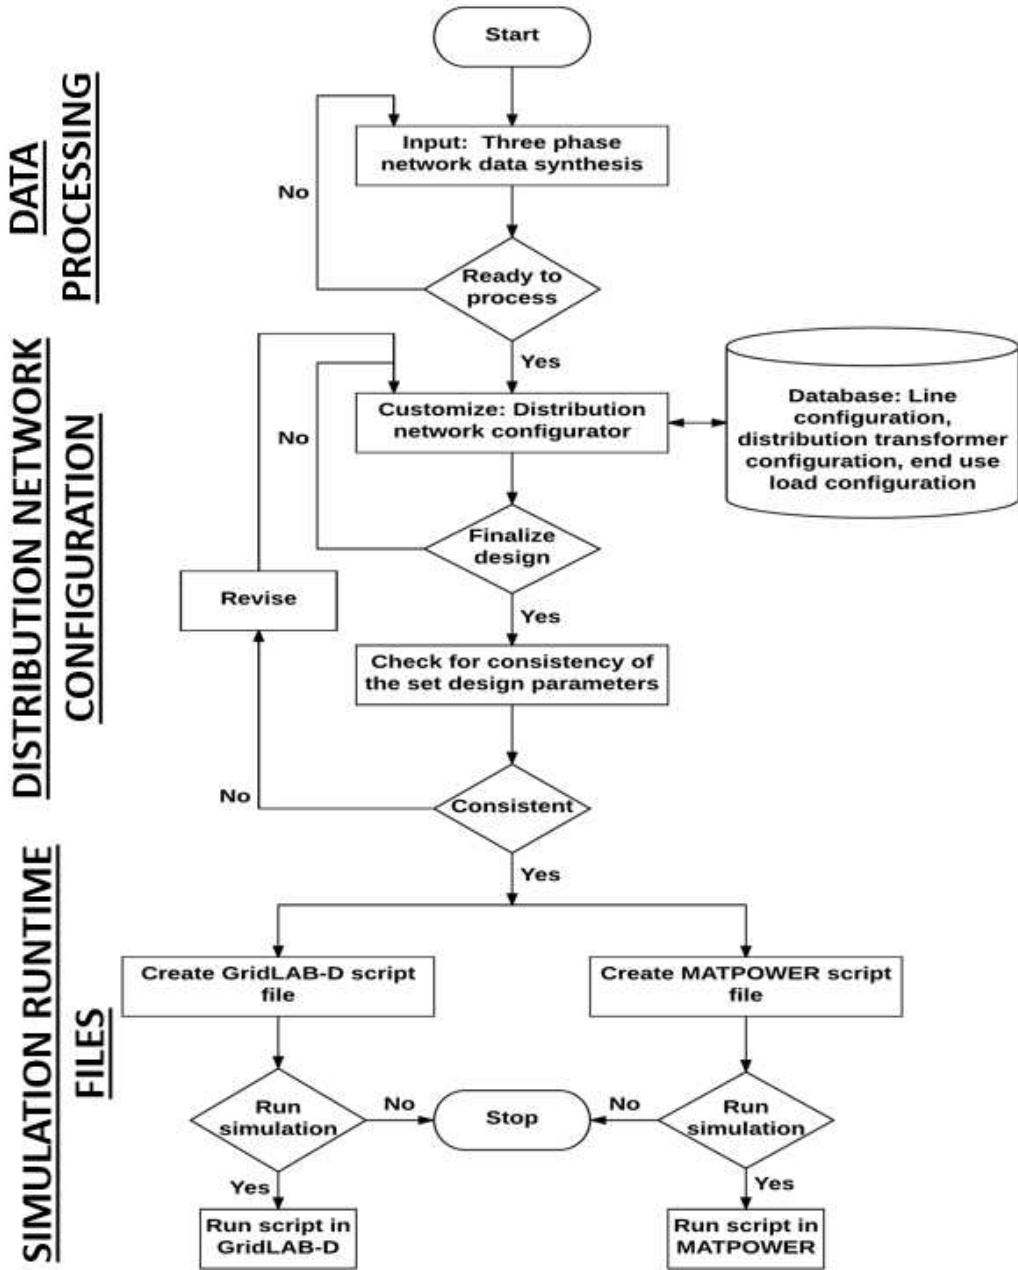 Start
DATA
PROCESSING
Input:  Three phase
network data synthesis
No
Ready to
process
Yes
DISTRIBUTION NETWORK
CONFIGURATION
Customize: Distribution
network configurator
Database: Line
configuration,
distribution transformer
configuration, end use
load configuration
No
Finalize
design
Revise
Yes
Check for consistency of
the set design parameters
No
Consistent
Yes
SIMULATION RUNTIME
FILES
Create GridLAB-D script
file
Create MATPOWER script
file
Run
simulation
No
Stop
No
Run
simulation
Yes
Yes
Run script in
GridLAB-D
Run script in
MATPOWER